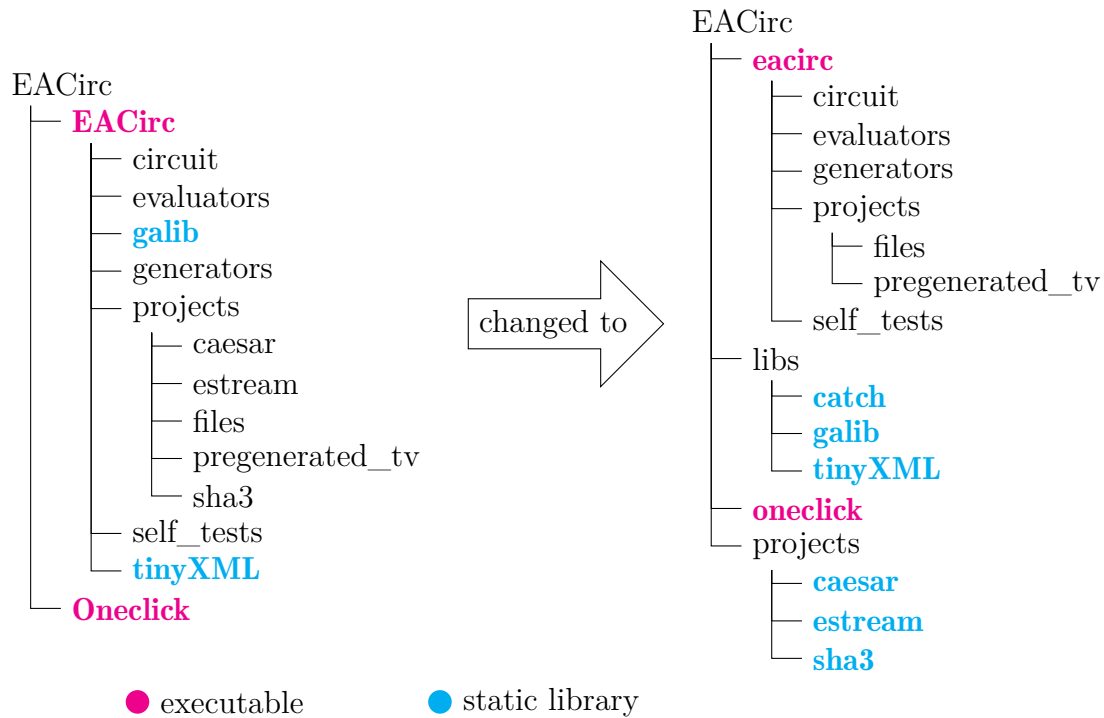 EACirc
EACirc
circuit
evaluators
galib
generators
projects
caesar
estream
files
pregenerated_tv
sha3
self_tests
tinyXML
Oneclick
changed to
EACirc
eacirc
circuit
evaluators
generators
projects
files
pregenerated_tv
self_tests
libs
catch
galib
tinyXML
oneclick
projects
caesar
estream
sha3
executable
static library